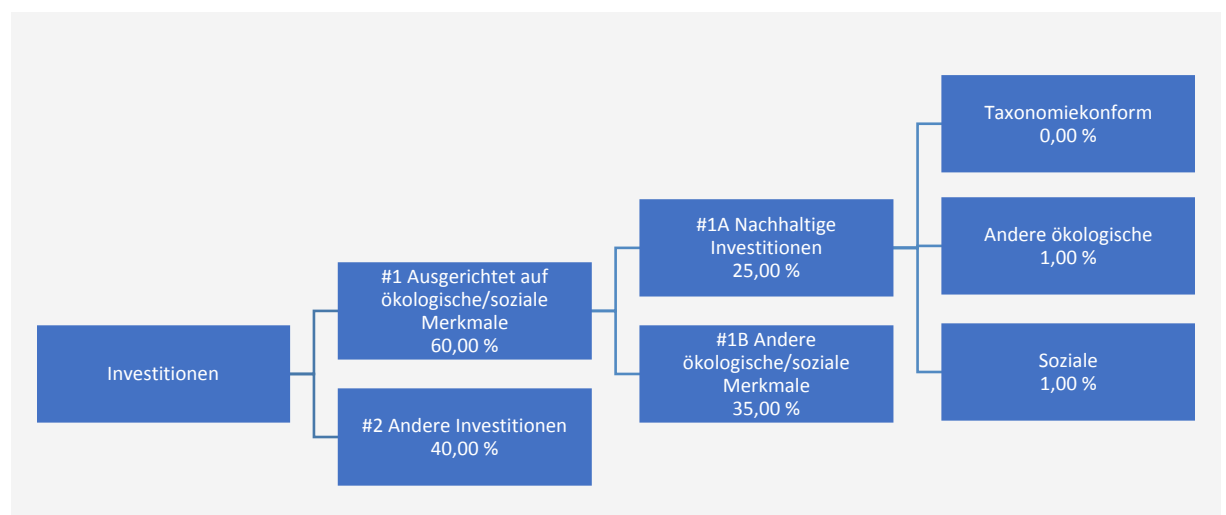 Investitionen
#1 Ausgerichtet auf
ökologische/soziale
Merkmale
60,00 %
#2 Andere Investitionen
40,00 %
#1A Nachhaltige
Investitionen
25,00 %
#1B Andere
ökologische/soziale
Merkmale
35,00 %
Taxonomiekonform
0,00 %
Andere ökologische
1,00 %
Soziale
1,00 %